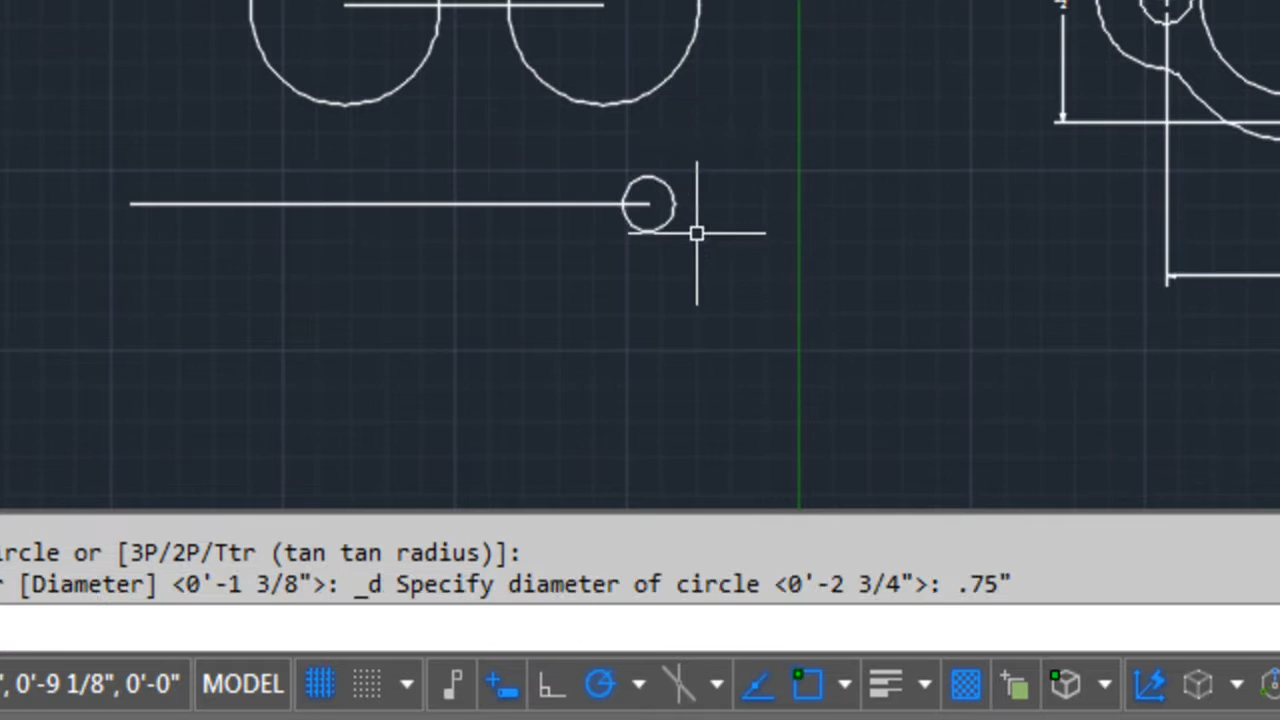 ircle or [3P/2P/Ttr (tan tan radius)]:
r [Diameter] <0'-1 3/8">: _d Specify diameter of circle <0'-2 3/4">: .75"
", 0'-9 1/8", 0'-0" MODEL